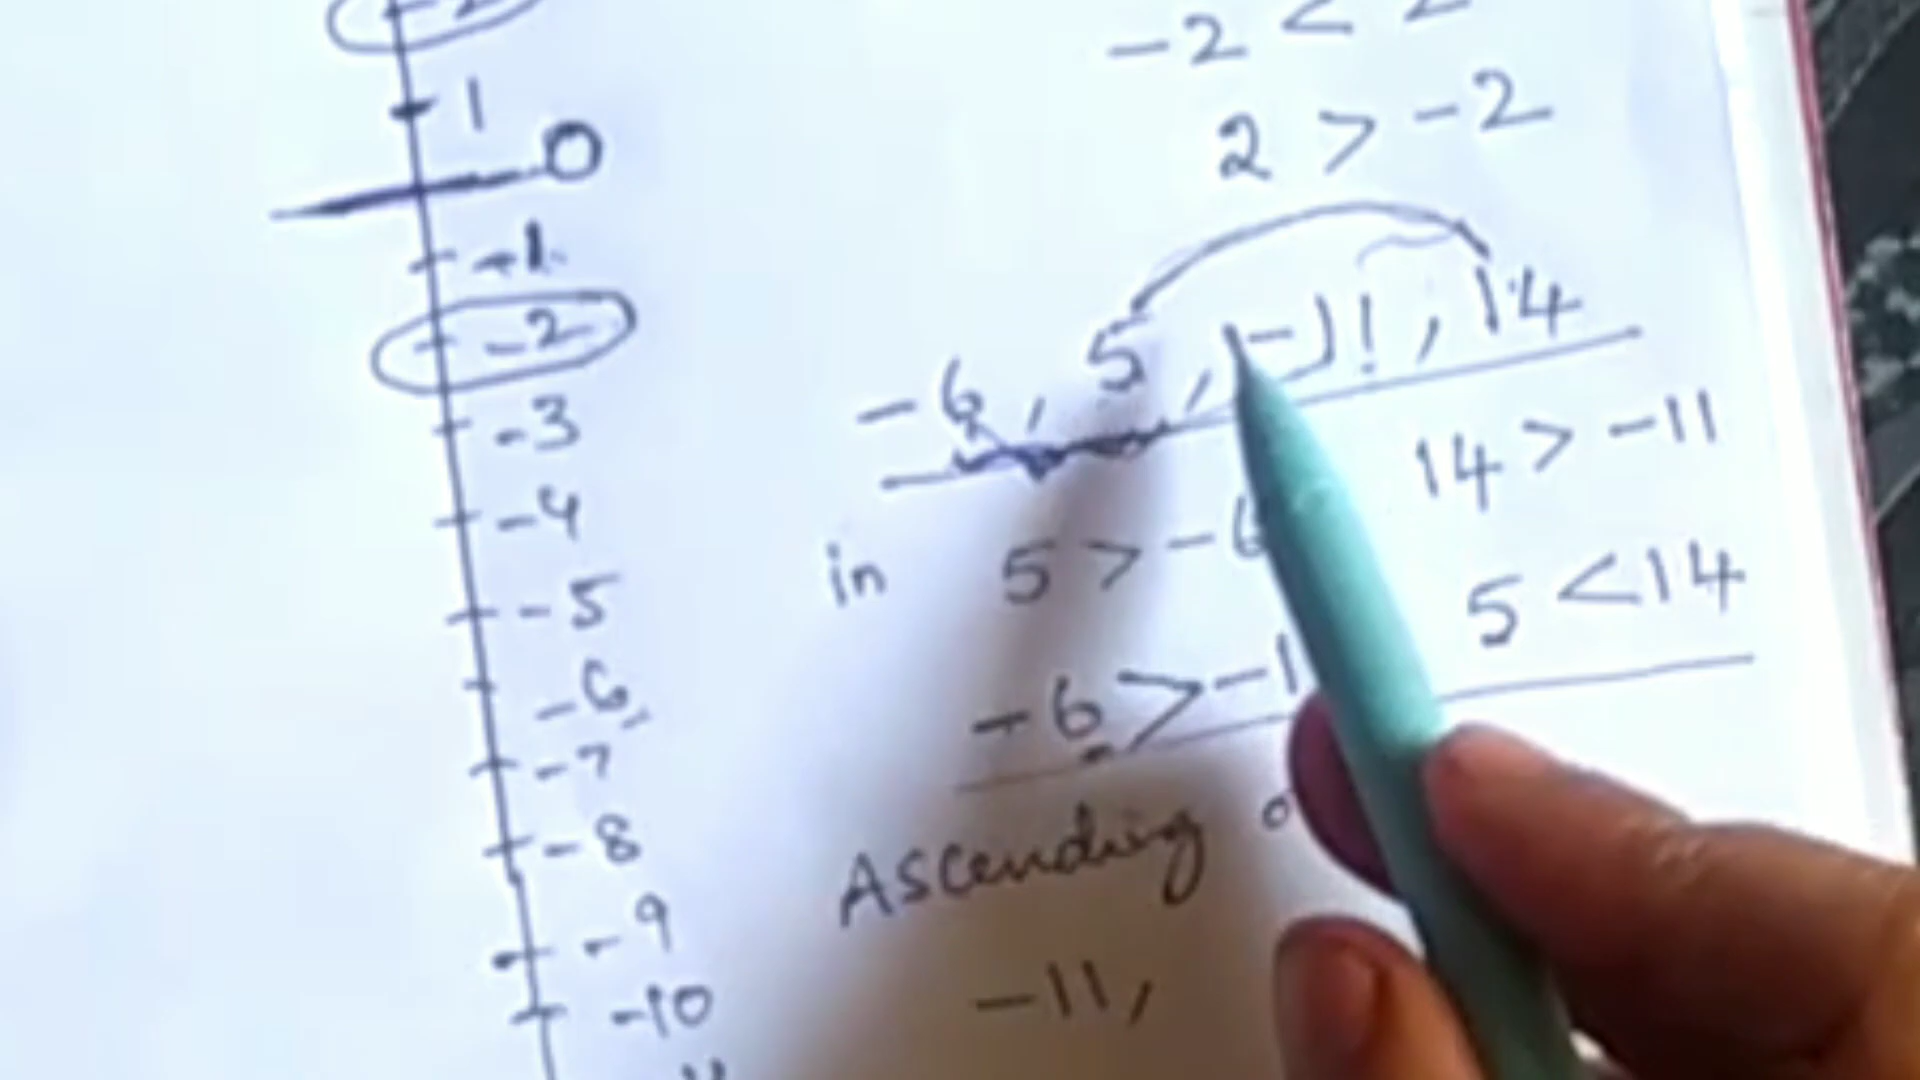 1
0
-1
-2
-3
-4
-5
-6,
-7
-8
-9
-10
-2 <
2 > -2
-6, 5, -11, 14
14 > -11
in 5 > -6
5 < 14
-6 > -1
Ascending
-11,